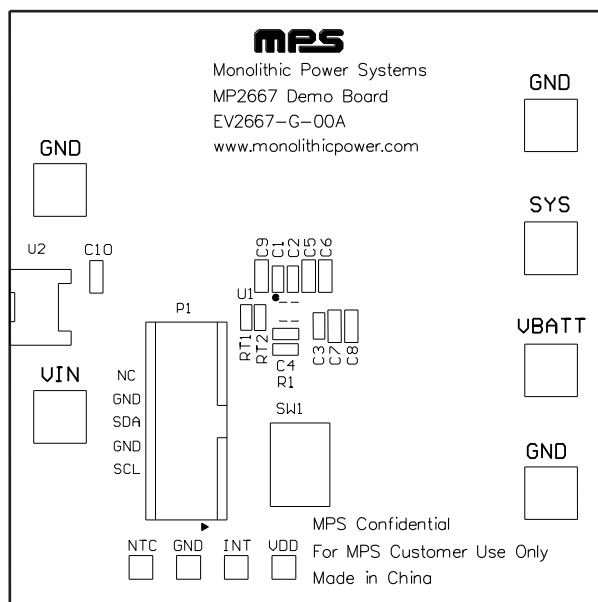 MPS
Monolithic Power Systems
MP2667 Demo Board
EV2667-G-00A
www.monolithicpower.com
GND
GND
SYS
U2
C10
C9
C1
C2
C5
C6
U1
P1
RT1
RT2
C3
C7
C8
C4
R1
VBATT
VIN
NC
GND
SDA
GND
SCL
SW1
GND
MPS Confidential
For MPS Customer Use Only
Made in China
NTC GND INT VDD